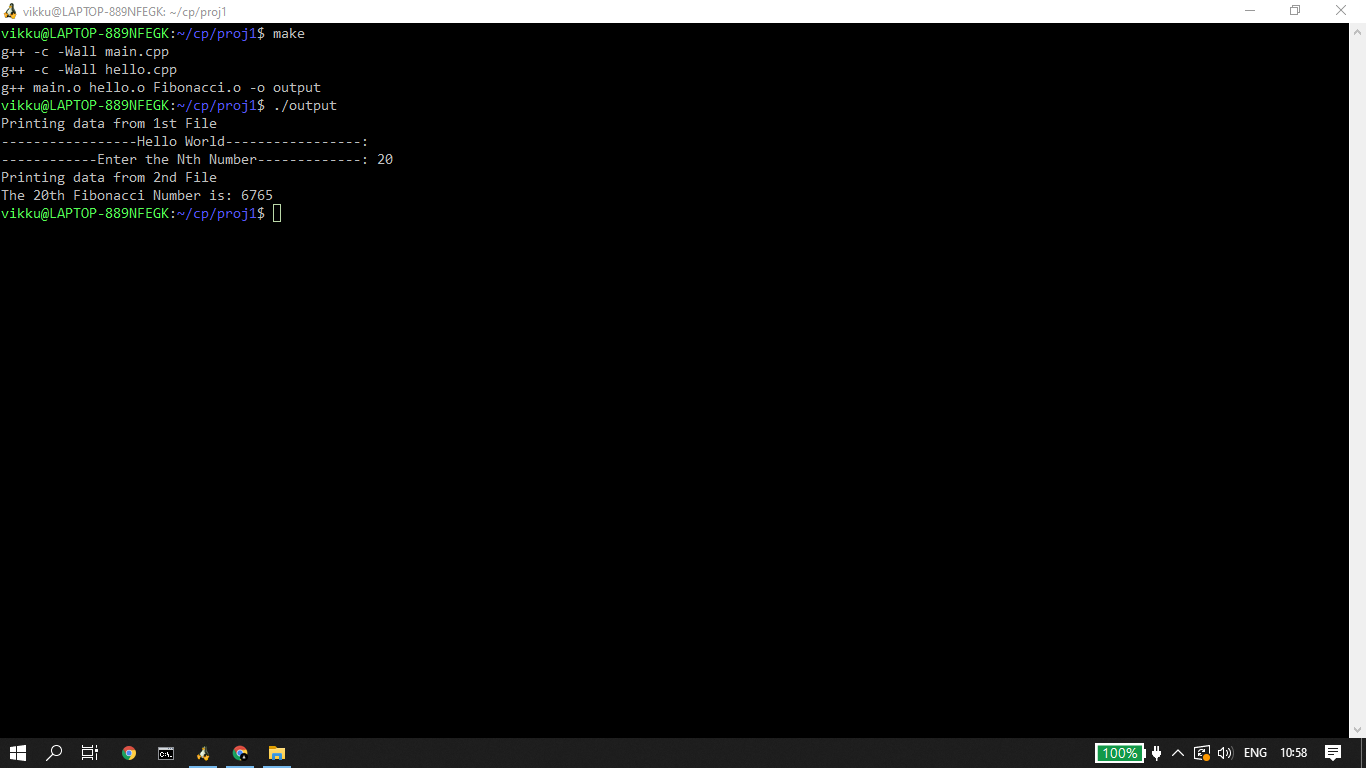 vikku@LAPTOP-889NFEGK: ~/cp/proj1
vikku@LAPTOP-889NFEGK:~/cp/proj1$ make
g++ -c -Wall main.cpp
g++ -c -Wall hello.cpp
g++ main.o hello.o Fibonacci.o -o output
vikku@LAPTOP-889NFEGK:~/cp/proj1$ ./output
Printing data from 1st File
-----------------Hello World-----------------:
------------Enter the Nth Number-------------: 20
Printing data from 2nd File
The 20th Fibonacci Number is: 6765
vikku@LAPTOP-889NFEGK:~/cp/proj1$
C:\.
100% ENG 10:58